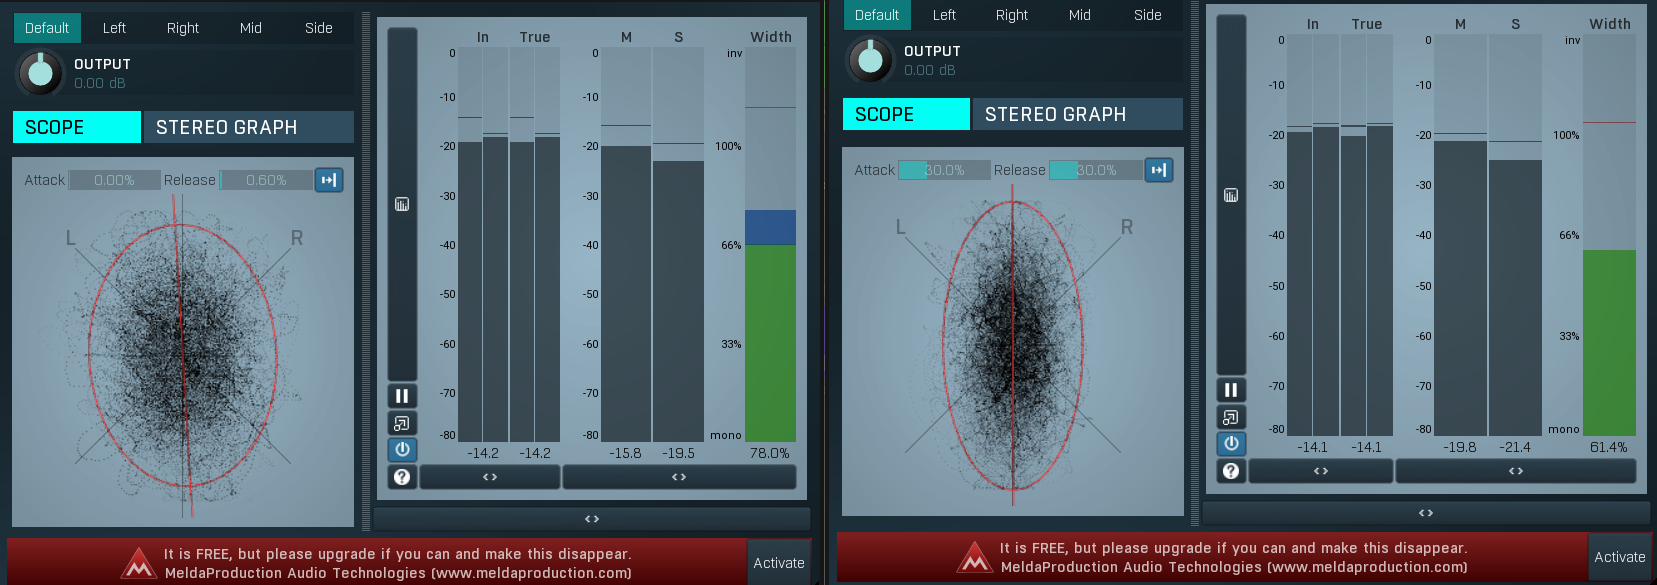 Default Left Right Mid Side
OUTPUT
0.00 dB
SCOPE STEREO GRAPH
Attack 0.00% Release 0.60%
L R
In True M S Width
0 0 inv
-10 -10
-20 -20 100%
-30 -30
-40 -40 66%
-50 -50
-60 -60 33%
-70 -70
-80 -80 mono
-14.2 -14.2 -15.8 -19.5 78.0%
?
It is FREE, but please upgrade if you can and make this disappear.
MeldaProduction Audio Technologies (www.meldaproduction.com)
Activate
Default Left Right Mid Side
OUTPUT
0.00 dB
SCOPE STEREO GRAPH
Attack 30.0% Release 30.0%
L R
In True M S Width
0 0 inv
-10 -10
-20 -20 100%
-30 -30
-40 -40 66%
-50 -50
-60 -60 33%
-70 -70
-80 -80 mono
-14.1 -14.1 -19.8 -21.4 61.4%
?
It is FREE, but please upgrade if you can and make this disappear.
MeldaProduction Audio Technologies (www.meldaproduction.com)
Activate